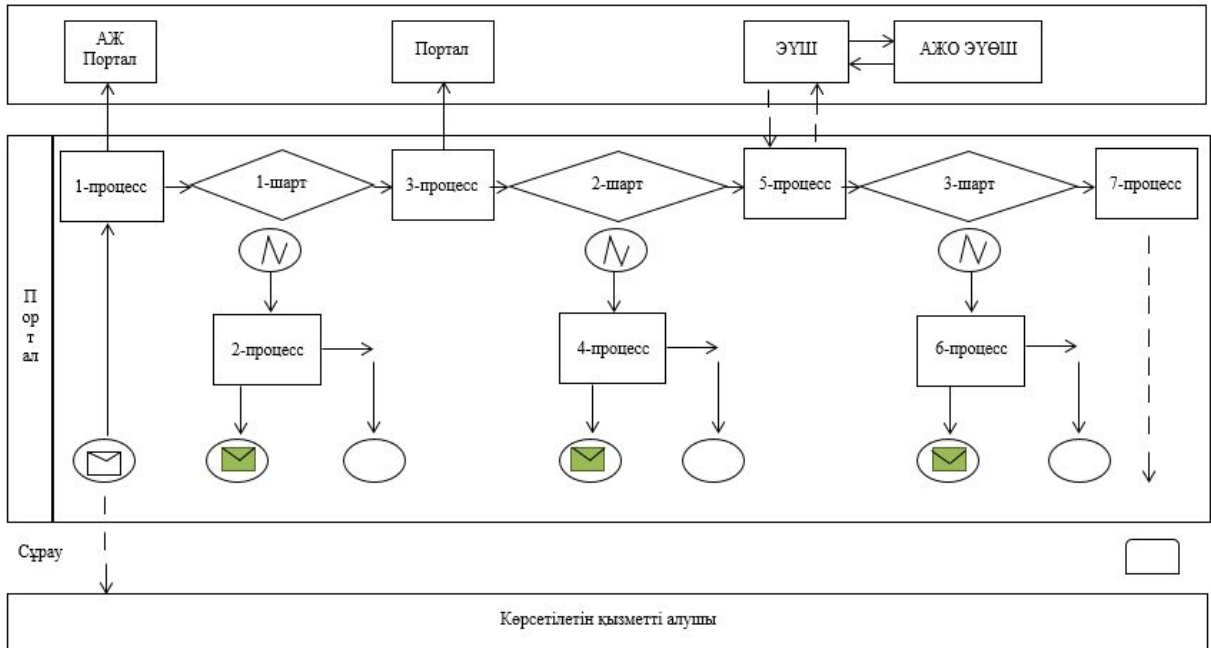 АЖ
Портал
Портал
ЭҮШ
АЖО ЭҮӨШ
1-процесс
1-шарт
3-процесс
2-шарт
5-процесс
3-шарт
7-процесс
П
ор
т
ал
2-процесс
4-процесс
6-процесс
Сұрау
Көрсетілетін қызметті алушы